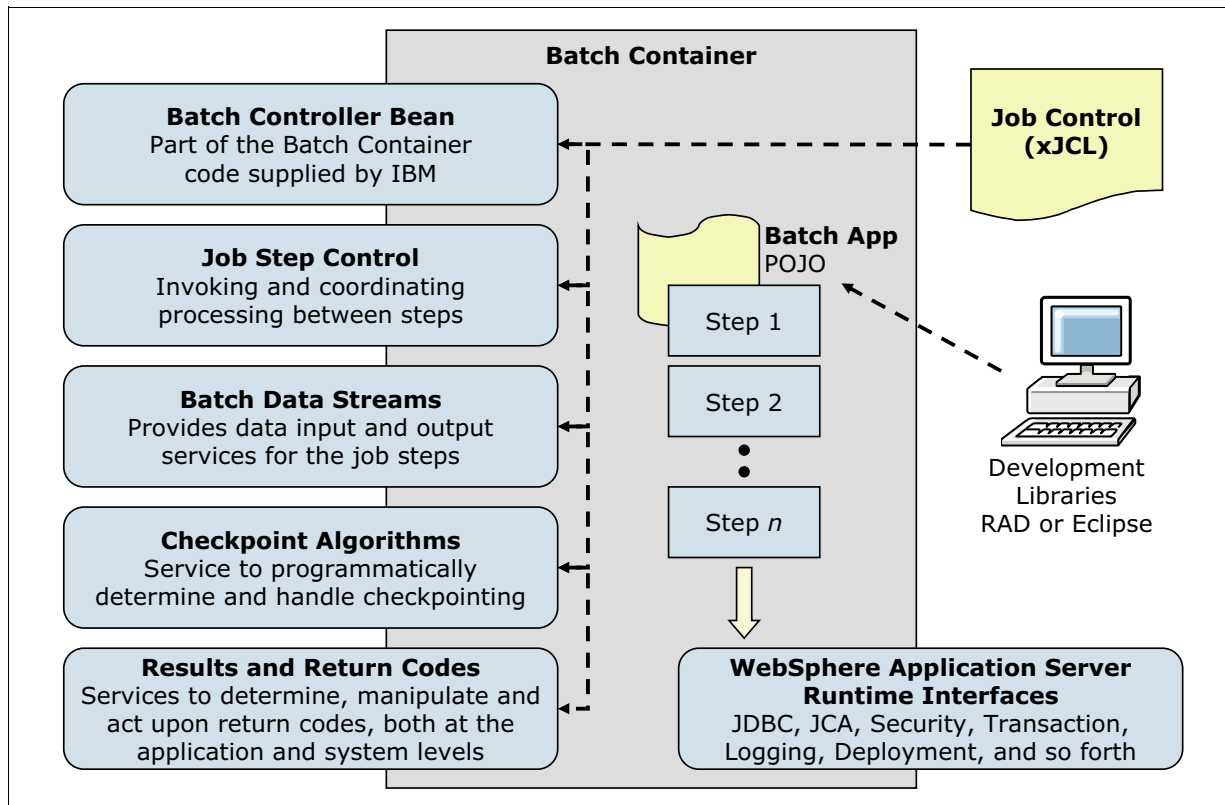 Batch Container
Batch Controller Bean
Part of the Batch Container
code supplied by IBM
Job Step Control
Invoking and coordinating
processing between steps
Batch Data Streams
Provides data input and output
services for the job steps
Checkpoint Algorithms
Service to programmatically
determine and handle checkpointing
Results and Return Codes
Services to determine, manipulate and
act upon return codes, both at the
application and system levels
Batch App
POJO
Step 1
Step 2
Step n
WebSphere Application Server
Runtime Interfaces
JDBC, JCA, Security, Transaction,
Logging, Deployment, and so forth
Job Control
(xJCL)
Development
Libraries
RAD or Eclipse